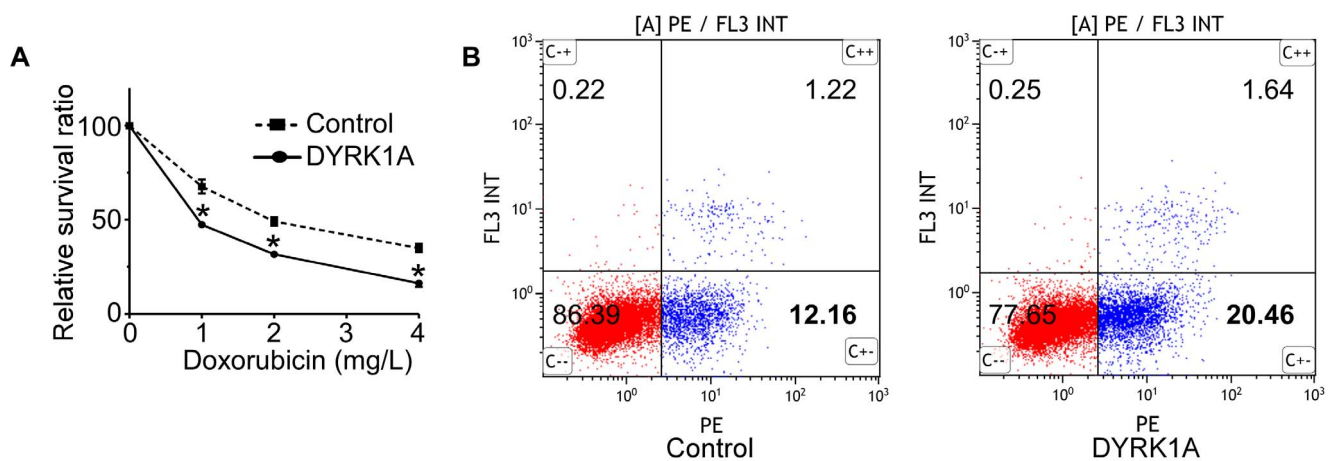 A
Relative survival ratio
100
50
0
0 1 2 3 4
Doxorubicin (mg/L)
Control
DYRK1A
*
*
*
B
[A] PE / FL3 INT
FL3 INT
10³
10²
10¹
10⁰
C-+
C++
0.22
1.22
86.39
12.16
C--
C+-
10⁰ 10¹ 10² 10³
PE
Control
[A] PE / FL3 INT
FL3 INT
10³
10²
10¹
10⁰
C-+
C++
0.25
1.64
77.65
20.46
C--
C+-
10⁰ 10¹ 10² 10³
PE
DYRK1A